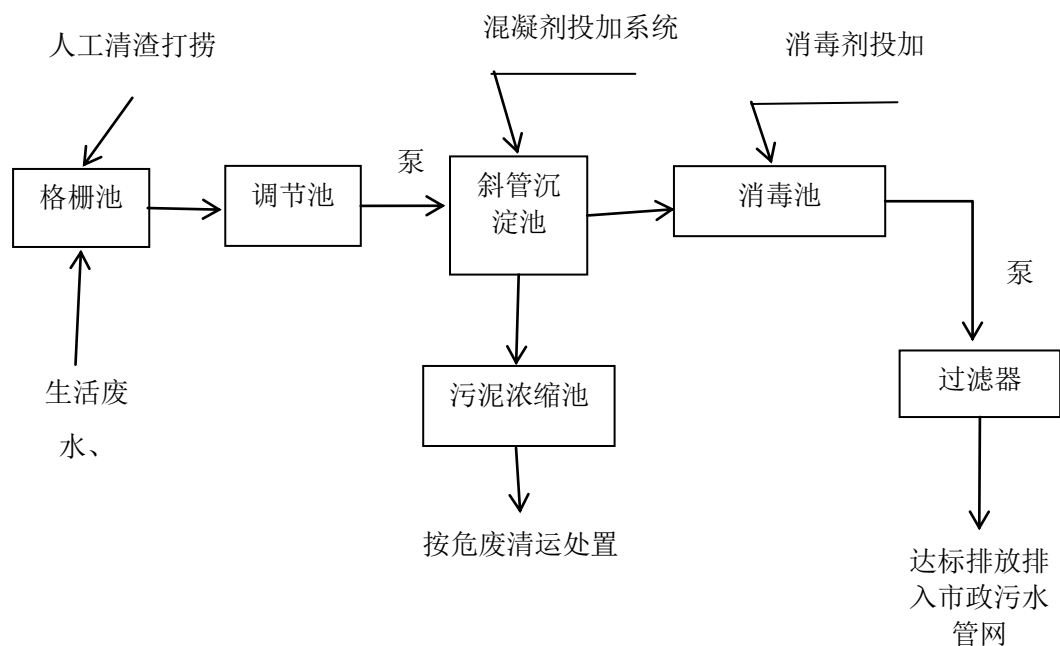 人工清渣打捞
混凝剂投加系统
消毒剂投加
格栅池
调节池
泵
斜管沉
淀池
消毒池
泵
生活废
水、
污泥浓缩池
过滤器
按危废清运处置
达标排放排
入市政污水
管网